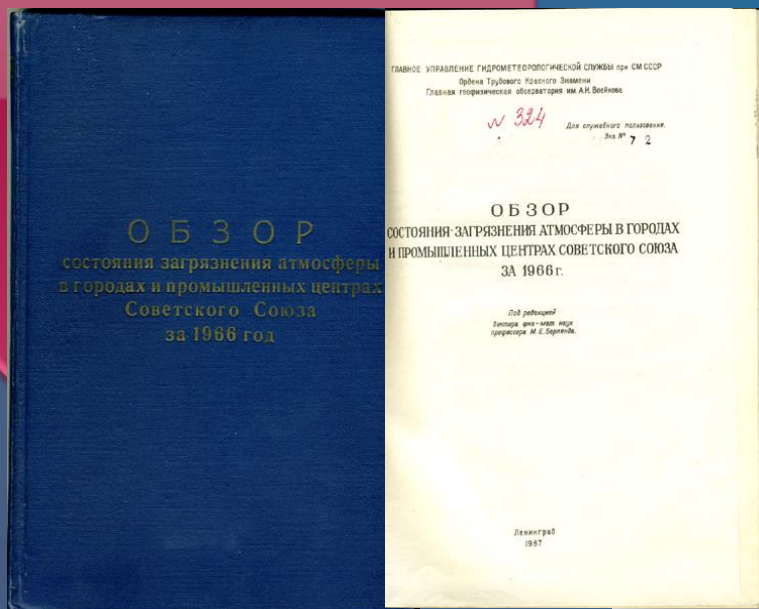 ОБЗОР
состояния загрязнения атмосферы
в городах и промышленных центрах
Советского Союза
за 1966 год
ГЛАВНОЕ УПРАВЛЕНИЕ ГИДРОМЕТЕОРОЛОГИЧЕСКОЙ СЛУЖБЫ при СМ СССР
Ордена Трудового Красного Знамени
Главная геофизическая обсерватория им. А.И. Воейкова
№ 324
Для служебного пользования.
Экз № 72
ОБЗОР
СОСТОЯНИЯ ЗАГРЯЗНЕНИЯ АТМОСФЕРЫ В ГОРОДАХ
И ПРОМЫШЛЕННЫХ ЦЕНТРАХ СОВЕТСКОГО СОЮЗА
ЗА 1966 г.
Под редакцией
доктора физ-мат наук
профессора М. Е. Берлянда.
Ленинград
1967